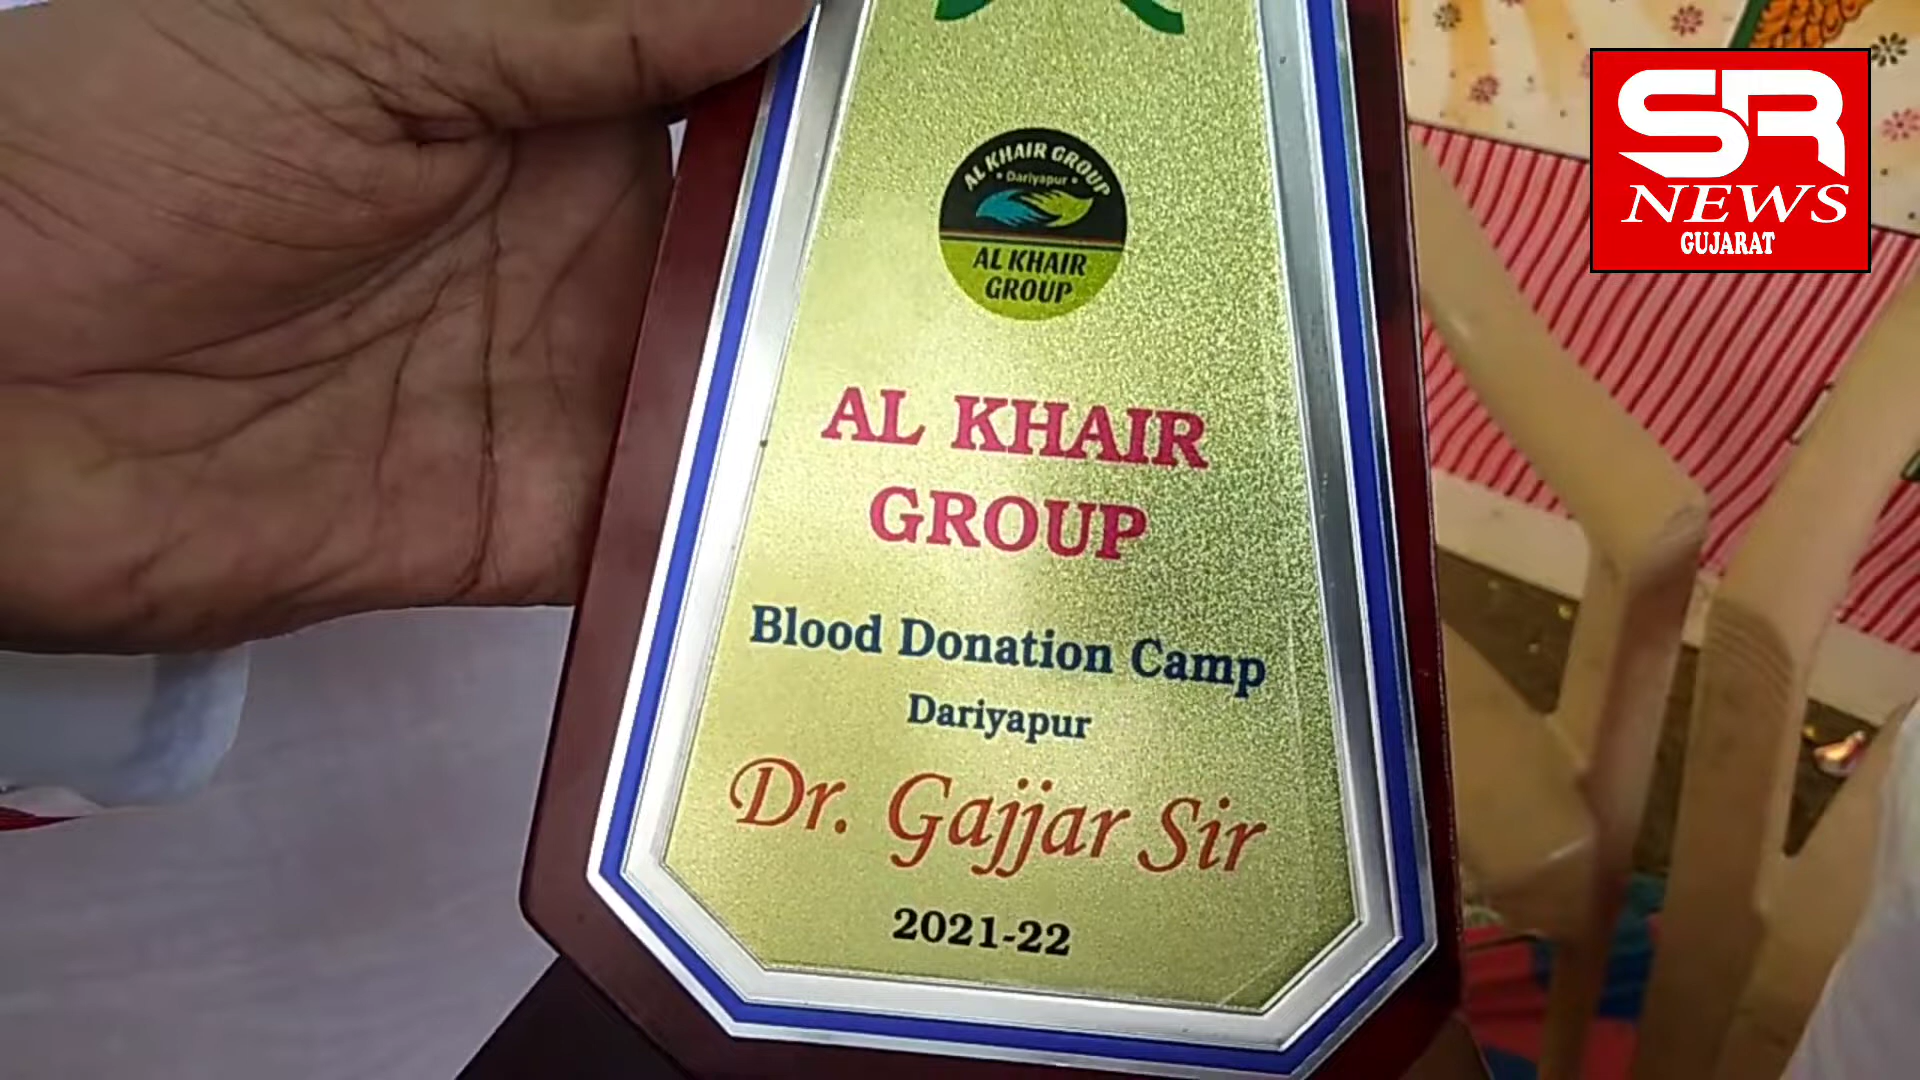 AL KHAIR GROUP
• Dariyapur •
AL KHAIR
GROUP
AL KHAIR
GROUP
Blood Donation Camp
Dariyapur
Dr. Gajjar Sir
2021-22
SR
NEWS
GUJARAT